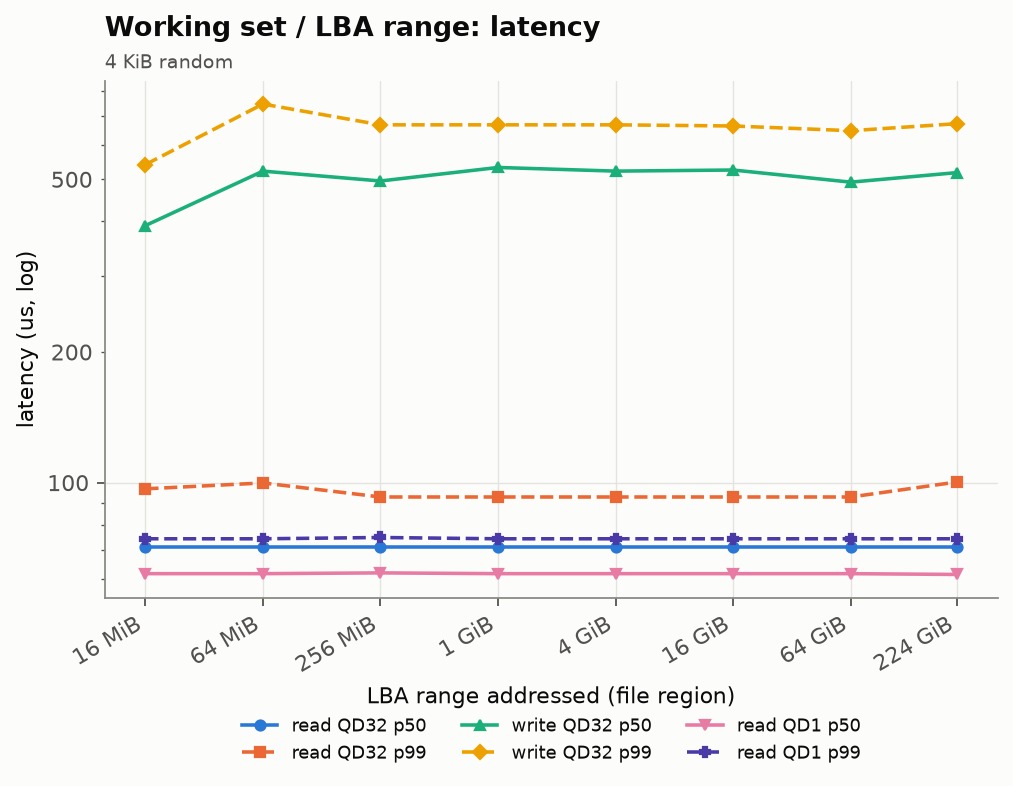 Working set / LBA range: latency
4 KiB random
latency (us, log)
500
200
100
16 MiB
64 MiB
256 MiB
1 GiB
4 GiB
16 GiB
64 GiB
224 GiB
LBA range addressed (file region)
read QD32 p50
write QD32 p50
read QD1 p50
read QD32 p99
write QD32 p99
read QD1 p99